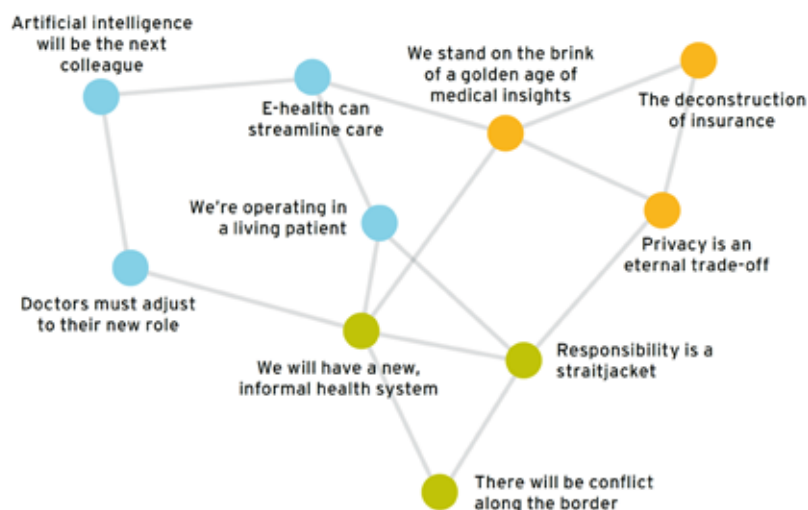 Artificial intelligence
will be the next
colleague
E-health can
streamline care
We stand on the brink
of a golden age of
medical insights
The deconstruction
of insurance
We're operating in
a living patient
Privacy is an
eternal trade-off
Doctors must adjust
to their new role
We will have a new,
informal health system
Responsibility is a
straitjacket
There will be conflict
along the border